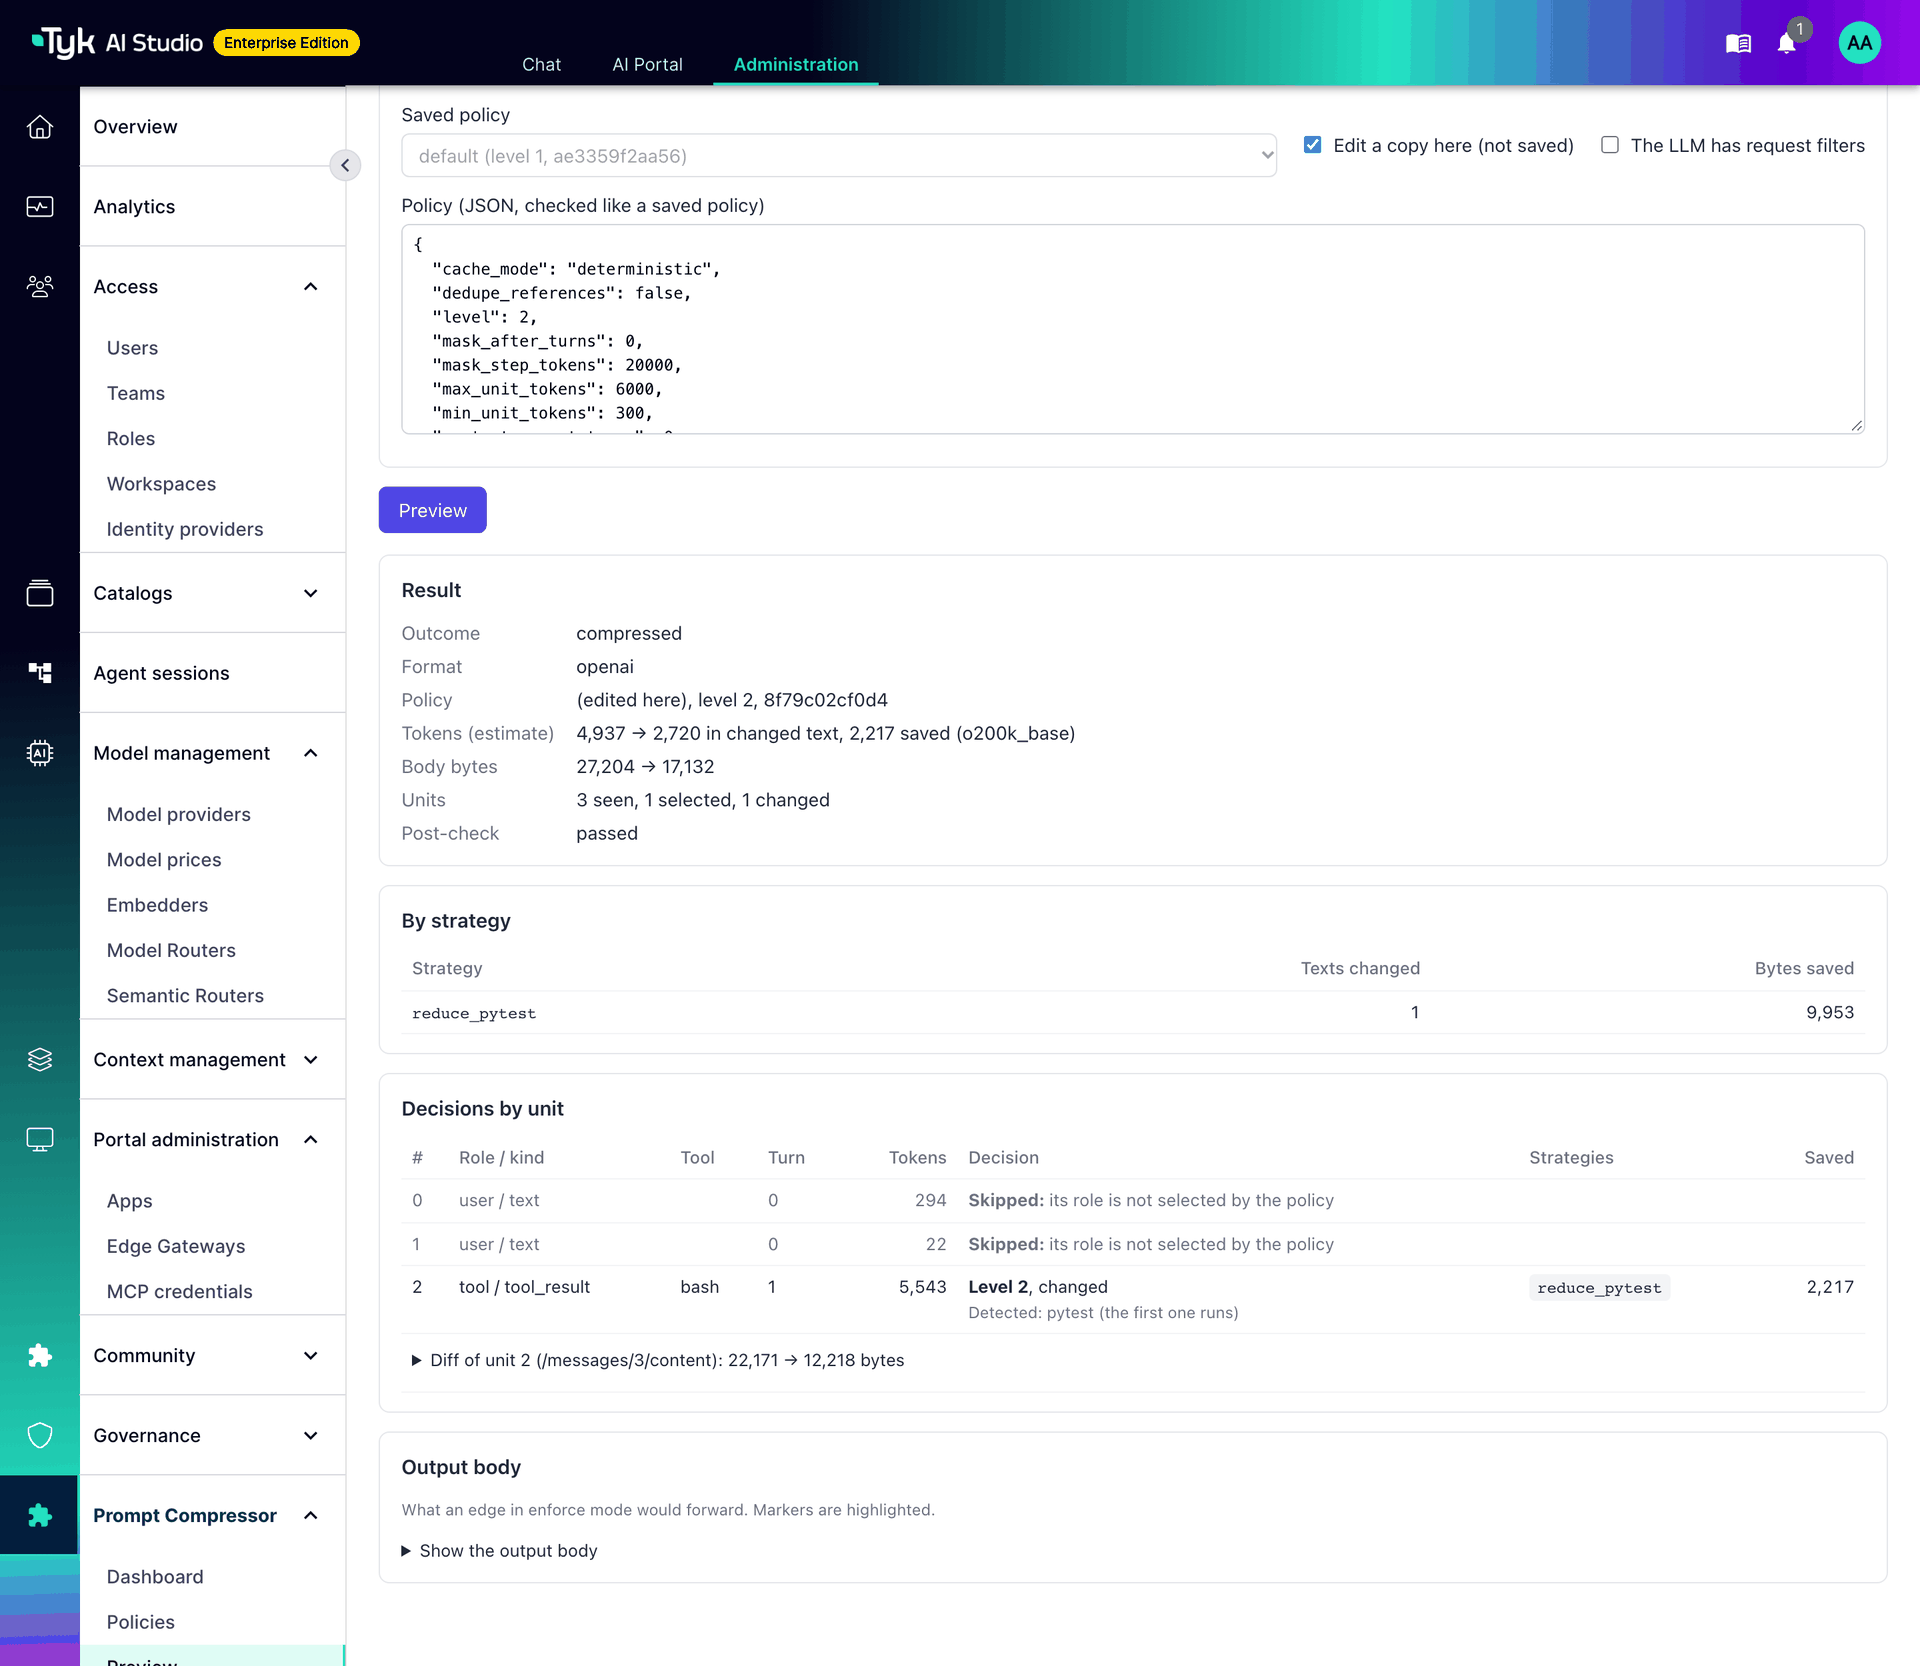 Tyk AI Studio Enterprise Edition
Chat
AI Portal
Administration
1
AA
Overview
Analytics
Access
Users
Teams
Roles
Workspaces
Identity providers
Catalogs
Agent sessions
Model management
Model providers
Model prices
Embedders
Model Routers
Semantic Routers
Context management
Portal administration
Apps
Edge Gateways
MCP credentials
Community
Governance
Prompt Compressor
Dashboard
Policies
Preview
Saved policy
default (level 1, ae3359f2aa56)
Edit a copy here (not saved)
The LLM has request filters
Policy (JSON, checked like a saved policy)
{
"cache_mode": "deterministic",
"dedupe_references": false,
"level": 2,
"mask_after_turns": 0,
"mask_step_tokens": 20000,
"max_unit_tokens": 6000,
"min_unit_tokens": 300,
Preview
Result
Outcome compressed
Format openai
Policy (edited here), level 2, 8f79c02cf0d4
Tokens (estimate) 4,937 → 2,720 in changed text, 2,217 saved (o200k_base)
Body bytes 27,204 → 17,132
Units 3 seen, 1 selected, 1 changed
Post-check passed
By strategy
Strategy Texts changed Bytes saved
reduce_pytest 1 9,953
Decisions by unit
# Role / kind Tool Turn Tokens Decision Strategies Saved
0 user / text 0 294 Skipped: its role is not selected by the policy
1 user / text 0 22 Skipped: its role is not selected by the policy
2 tool / tool_result bash 1 5,543 Level 2, changed reduce_pytest 2,217
Detected: pytest (the first one runs)
Diff of unit 2 (/messages/3/content): 22,171 → 12,218 bytes
Output body
What an edge in enforce mode would forward. Markers are highlighted.
Show the output body